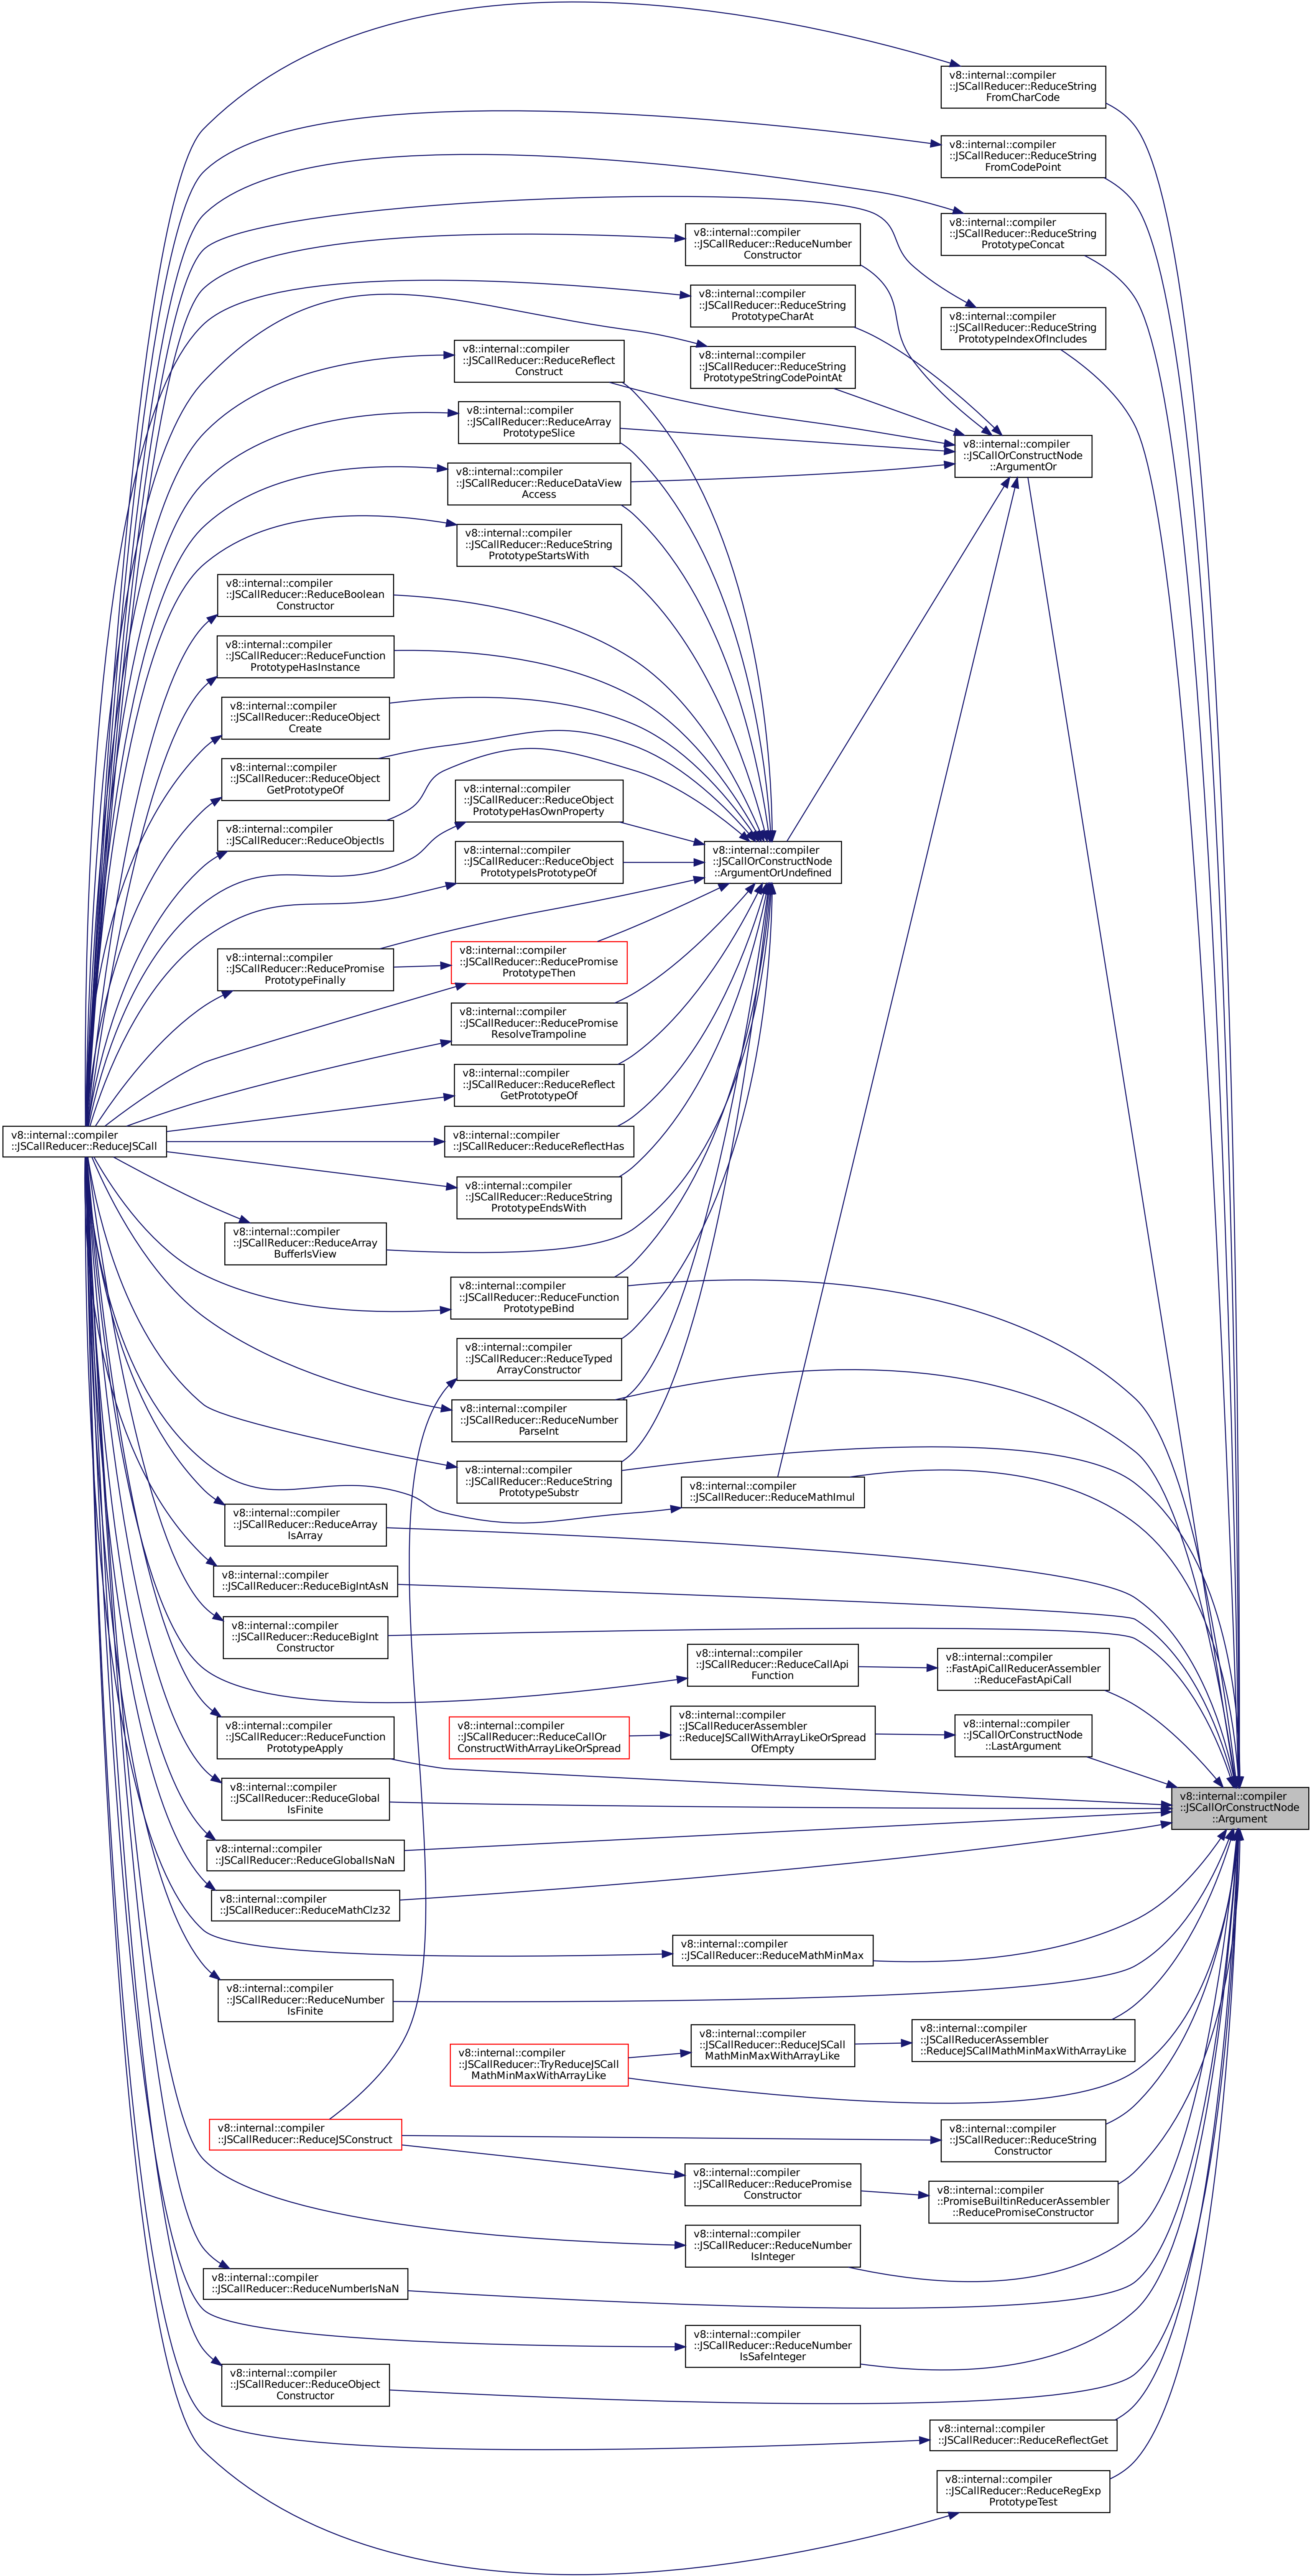 v8::internal::compiler
::JSCallReducer::ReduceString
FromCharCode
v8::internal::compiler
::JSCallReducer::ReduceString
FromCodePoint
v8::internal::compiler
::JSCallReducer::ReduceString
PrototypeConcat
v8::internal::compiler
::JSCallReducer::ReduceNumber
Constructor
v8::internal::compiler
::JSCallReducer::ReduceString
PrototypeCharAt
v8::internal::compiler
::JSCallReducer::ReduceString
PrototypeIndexOfIncludes
v8::internal::compiler
::JSCallReducer::ReduceReflect
Construct
v8::internal::compiler
::JSCallReducer::ReduceString
PrototypeStringCodePointAt
v8::internal::compiler
::JSCallReducer::ReduceArray
PrototypeSlice
v8::internal::compiler
::JSCallOrConstructNode
::ArgumentOr
v8::internal::compiler
::JSCallReducer::ReduceDataView
Access
v8::internal::compiler
::JSCallReducer::ReduceString
PrototypeStartsWith
v8::internal::compiler
::JSCallReducer::ReduceBoolean
Constructor
v8::internal::compiler
::JSCallReducer::ReduceFunction
PrototypeHasInstance
v8::internal::compiler
::JSCallReducer::ReduceObject
Create
v8::internal::compiler
::JSCallReducer::ReduceObject
GetPrototypeOf
v8::internal::compiler
::JSCallReducer::ReduceObject
PrototypeHasOwnProperty
v8::internal::compiler
::JSCallReducer::ReduceObjectIs
v8::internal::compiler
::JSCallReducer::ReduceObject
PrototypeIsPrototypeOf
v8::internal::compiler
::JSCallOrConstructNode
::ArgumentOrUndefined
v8::internal::compiler
::JSCallReducer::ReducePromise
PrototypeFinally
v8::internal::compiler
::JSCallReducer::ReducePromise
PrototypeThen
v8::internal::compiler
::JSCallReducer::ReducePromise
ResolveTrampoline
v8::internal::compiler
::JSCallReducer::ReduceReflect
GetPrototypeOf
v8::internal::compiler
::JSCallReducer::ReduceJSCall
v8::internal::compiler
::JSCallReducer::ReduceReflectHas
v8::internal::compiler
::JSCallReducer::ReduceString
PrototypeEndsWith
v8::internal::compiler
::JSCallReducer::ReduceArray
BufferIsView
v8::internal::compiler
::JSCallReducer::ReduceFunction
PrototypeBind
v8::internal::compiler
::JSCallReducer::ReduceTyped
ArrayConstructor
v8::internal::compiler
::JSCallReducer::ReduceNumber
ParseInt
v8::internal::compiler
::JSCallReducer::ReduceString
PrototypeSubstr
v8::internal::compiler
::JSCallReducer::ReduceMathImul
v8::internal::compiler
::JSCallReducer::ReduceArray
IsArray
v8::internal::compiler
::JSCallReducer::ReduceBigIntAsN
v8::internal::compiler
::JSCallReducer::ReduceBigInt
Constructor
v8::internal::compiler
::JSCallReducer::ReduceCallApi
Function
v8::internal::compiler
::FastApiCallReducerAssembler
::ReduceFastApiCall
v8::internal::compiler
::JSCallReducer::ReduceFunction
PrototypeApply
v8::internal::compiler
::JSCallReducer::ReduceCallOr
ConstructWithArrayLikeOrSpread
v8::internal::compiler
::JSCallReducerAssembler
::ReduceJSCallWithArrayLikeOrSpread
OfEmpty
v8::internal::compiler
::JSCallOrConstructNode
::LastArgument
v8::internal::compiler
::JSCallReducer::ReduceGlobal
IsFinite
v8::internal::compiler
::JSCallOrConstructNode
::Argument
v8::internal::compiler
::JSCallReducer::ReduceGlobalIsNaN
v8::internal::compiler
::JSCallReducer::ReduceMathClz32
v8::internal::compiler
::JSCallReducer::ReduceMathMinMax
v8::internal::compiler
::JSCallReducer::ReduceNumber
IsFinite
v8::internal::compiler
::JSCallReducer::TryReduceJSCall
MathMinMaxWithArrayLike
v8::internal::compiler
::JSCallReducer::ReduceJSCall
MathMinMaxWithArrayLike
v8::internal::compiler
::JSCallReducerAssembler
::ReduceJSCallMathMinMaxWithArrayLike
v8::internal::compiler
::JSCallReducer::ReduceJSConstruct
v8::internal::compiler
::JSCallReducer::ReduceString
Constructor
v8::internal::compiler
::JSCallReducer::ReducePromise
Constructor
v8::internal::compiler
::PromiseBuiltinReducerAssembler
::ReducePromiseConstructor
v8::internal::compiler
::JSCallReducer::ReduceNumber
IsInteger
v8::internal::compiler
::JSCallReducer::ReduceNumberIsNaN
v8::internal::compiler
::JSCallReducer::ReduceNumber
IsSafeInteger
v8::internal::compiler
::JSCallReducer::ReduceObject
Constructor
v8::internal::compiler
::JSCallReducer::ReduceReflectGet
v8::internal::compiler
::JSCallReducer::ReduceRegExp
PrototypeTest